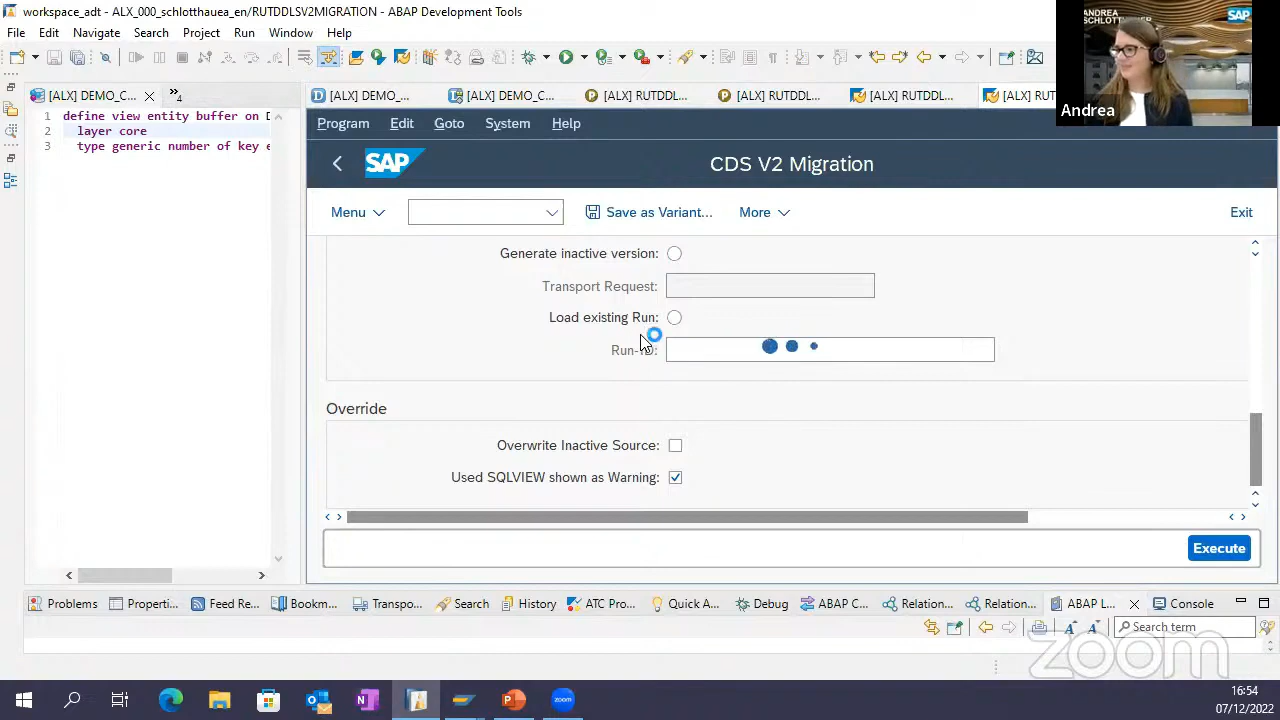 workspace_adt - ALX_000_schlotthauea_en/RUTDDLSV2MIGRATION - ABAP Development Tools
File Edit Navigate Search Project Run Window Help
ANDREA
SAP
Andrea
[ALX] DEMO_C...
4
[ALX] DEMO_... [ALX] DEMO_C... [ALX] RUTDDL... [ALX] RUTDDL... [ALX] RUTDDL... [ALX] RUT
1 define view entity buffer on
2 layer core
3 type generic number of key e
Program Edit Goto System Help
SAP CDS V2 Migration
Menu Save as Variant... More Exit
Generate inactive version:
Transport Request:
Load existing Run:
Run-ID:
Override
Overwrite Inactive Source:
Used SQLVIEW shown as Warning:
Execute
Problems Properti... Feed Re... Bookm... Transpo... Search History ATC Pro... Quick A... Debug ABAP C... Relation... Relation... ABAP L... Console
Search term
zoom
zoom
16:54
07/12/2022